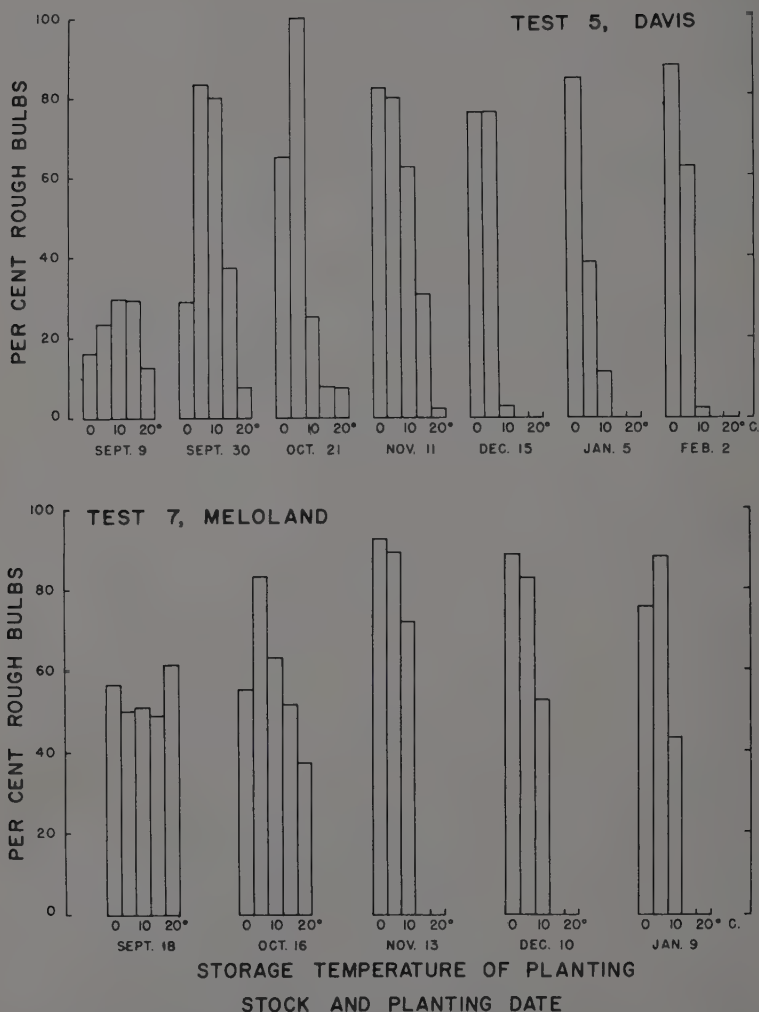 TEST 5, DAVIS
PER CENT ROUGH BULBS
100
80
60
40
20
0
0 10 20° 0 10 20° 0 10 20° 0 10 20° 0 10 20° 0 10 20° 0 10 20° C.
SEPT. 9 SEPT. 30 OCT. 21 NOV. 11 DEC. 15 JAN. 5 FEB. 2
TEST 7, MELOLAND
PER CENT ROUGH BULBS
100
80
60
40
20
0
0 10 20° 0 10 20° 0 10 20° 0 10 20° 0 10 20° C.
SEPT. 18 OCT. 16 NOV. 13 DEC. 10 JAN. 9
STORAGE TEMPERATURE OF PLANTING
STOCK AND PLANTING DATE